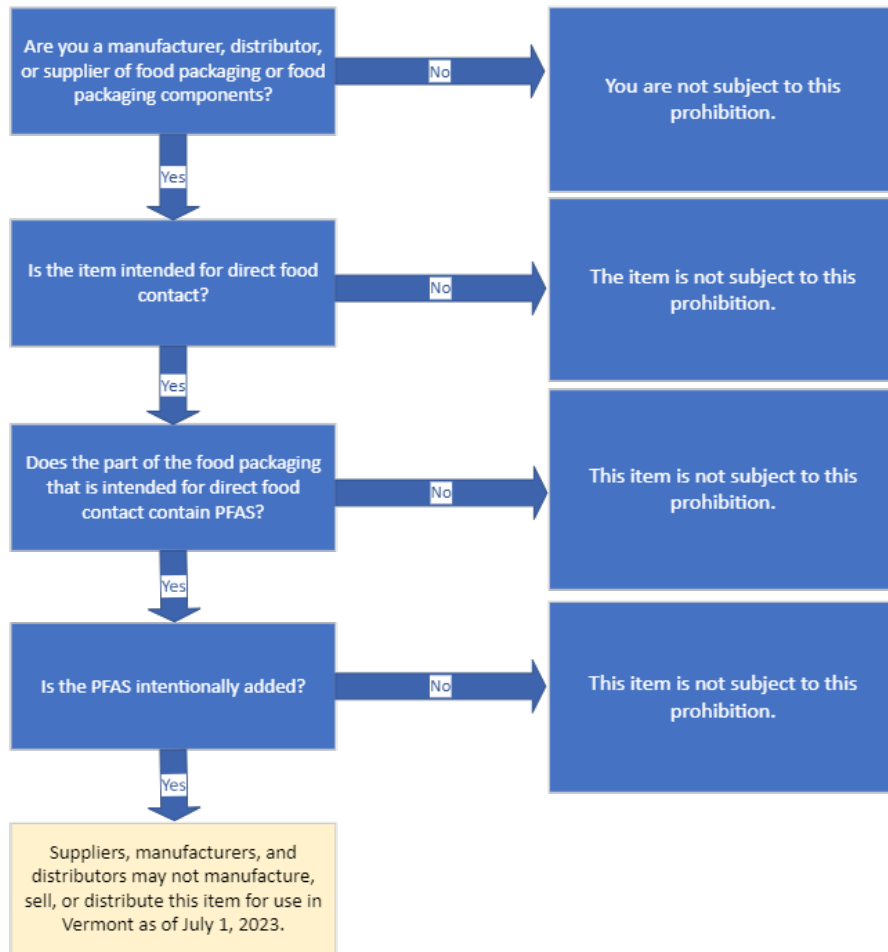 Are you a manufacturer, distributor,
or supplier of food packaging or food
packaging components?
No
You are not subject to this
prohibition.
Yes
Is the item intended for direct food
contact?
No
The item is not subject to this
prohibition.
Yes
Does the part of the food packaging
that is intended for direct food
contact contain PFAS?
No
This item is not subject to this
prohibition.
Yes
Is the PFAS intentionally added?
No
This item is not subject to this
prohibition.
Yes
Suppliers, manufacturers, and
distributors may not manufacture,
sell, or distribute this item for use in
Vermont as of July 1, 2023.